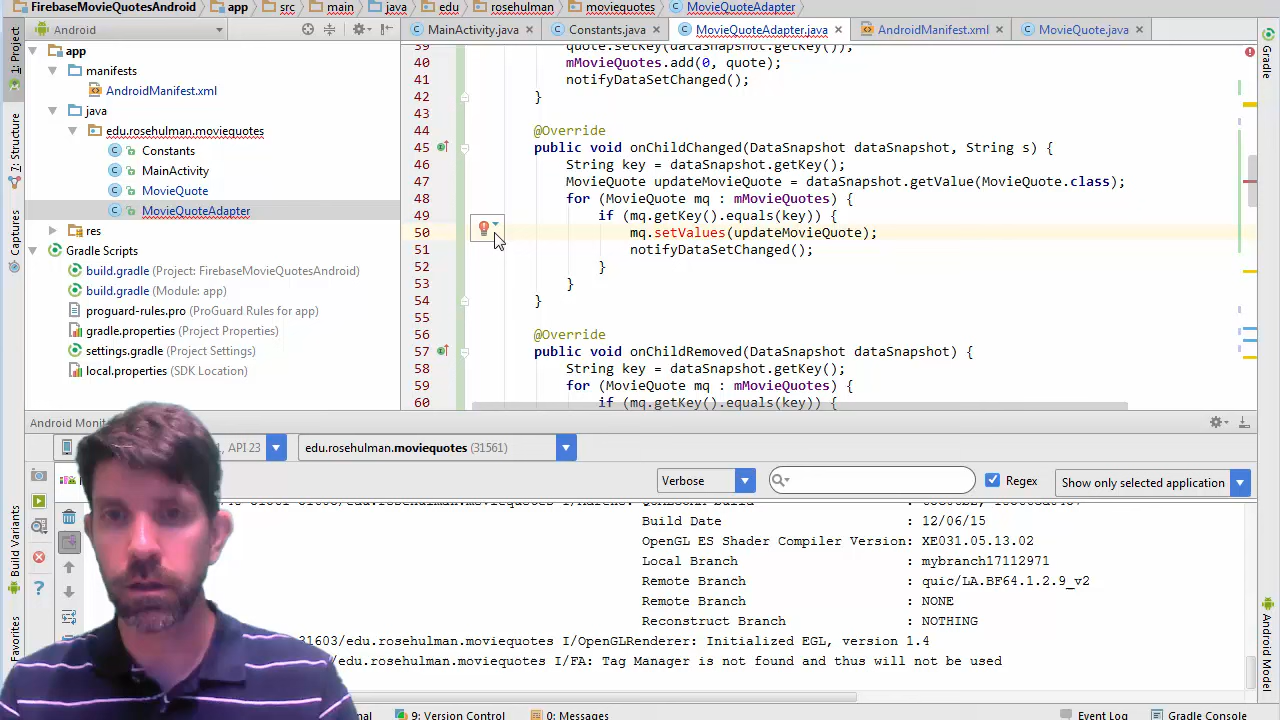 FirebaseMovieQuotesAndroid app src main java edu rosehulman moviequotes MovieQuoteAdapter
Android
MainActivity.java Constants.java MovieQuoteAdapter.java AndroidManifest.xml MovieQuote.java
1: Project
7: Structure
Captures
Build Variants
Favorites
Gradle
Android
app
manifests
AndroidManifest.xml
java
edu.rosehulman.moviequotes
Constants
MainActivity
MovieQuote
MovieQuoteAdapter
res
Gradle Scripts
build.gradle (Project: FirebaseMovieQuotesAndroid)
build.gradle (Module: app)
proguard-rules.pro (ProGuard Rules for app)
gradle.properties (Project Properties)
settings.gradle (Project Settings)
local.properties (SDK Location)
39 quote.setKey(dataSnapshot.getKey());
40 mMovieQuotes.add(0, quote);
41 notifyDataSetChanged();
42 }
43
44 @Override
45 public void onChildChanged(DataSnapshot dataSnapshot, String s) {
46 String key = dataSnapshot.getKey();
47 MovieQuote updateMovieQuote = dataSnapshot.getValue(MovieQuote.class);
48 for (MovieQuote mq : mMovieQuotes) {
49 if (mq.getKey().equals(key)) {
50 mq.setValues(updateMovieQuote);
51 notifyDataSetChanged();
52 }
53 }
54 }
55
56 @Override
57 public void onChildRemoved(DataSnapshot dataSnapshot) {
58 String key = dataSnapshot.getKey();
59 for (MovieQuote mq : mMovieQuotes) {
60 if (mq.getKey().equals(key)) {
Android Moni
, API 23 edu.rosehulman.moviequotes (31561)
Verbose Regex Show only selected application
Build Date : 12/06/15
OpenGL ES Shader Compiler Version: XE031.05.13.02
Local Branch : mybranch17112971
Remote Branch : quic/LA.BF64.1.2.9_v2
Remote Branch : NONE
Reconstruct Branch : NOTHING
31603/edu.rosehulman.moviequotes I/OpenGLRenderer: Initialized EGL, version 1.4
/edu.rosehulman.moviequotes I/FA: Tag Manager is not found and thus will not be used
9: Version Control 0: Messages Event Log Gradle Console